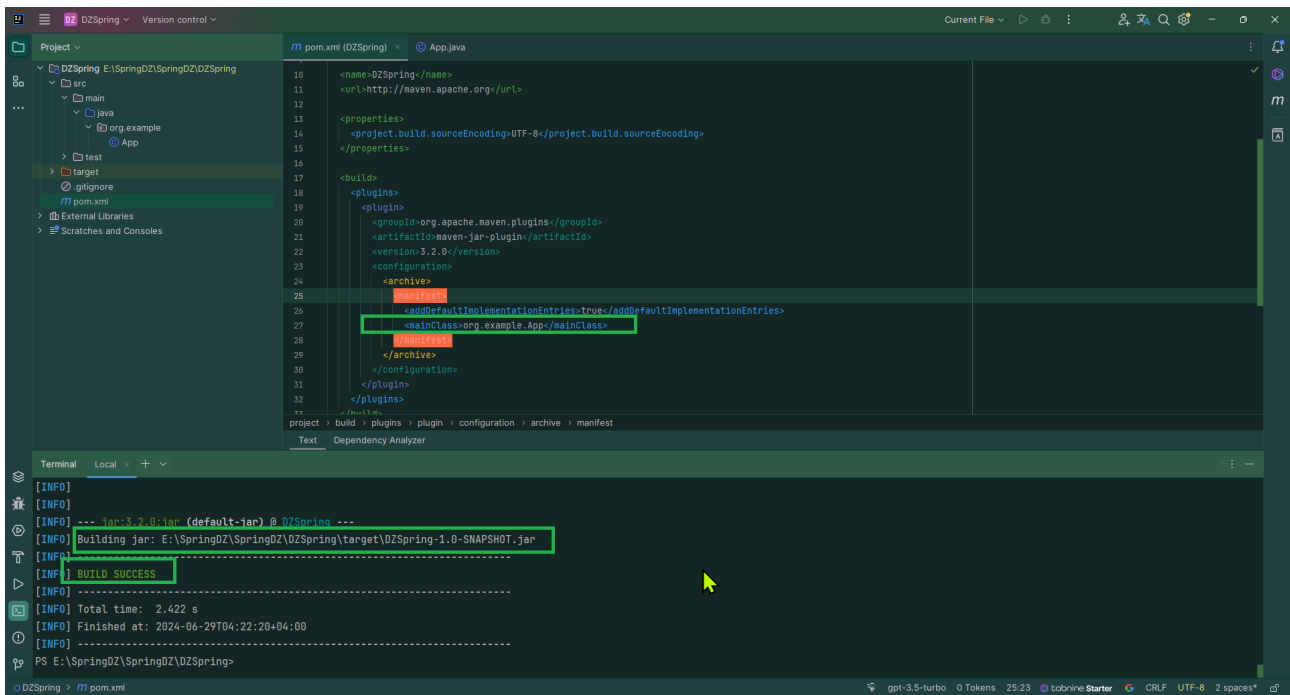 DZ DZSpring Version control Current File
Project
pom.xml (DZSpring) × App.java
DZSpring E:\SpringDZ\SpringDZ\DZSpring
src
main
java
org.example
App
test
target
.gitignore
pom.xml
External Libraries
Scratches and Consoles
10 <name>DZSpring</name>
11 <url>http://maven.apache.org</url>
12
13 <properties>
14 <project.build.sourceEncoding>UTF-8</project.build.sourceEncoding>
15 </properties>
16
17 <build>
18 <plugins>
19 <plugin>
20 <groupId>org.apache.maven.plugins</groupId>
21 <artifactId>maven-jar-plugin</artifactId>
22 <version>3.2.0</version>
23 <configuration>
24 <archive>
25 <manifest>
26 <addDefaultImplementationEntries>true</addDefaultImplementationEntries>
27 <mainClass>org.example.App</mainClass>
28 </manifest>
29 </archive>
30 </configuration>
31 </plugin>
32 </plugins>
33 </build>
project > build > plugins > plugin > configuration > archive > manifest
Text Dependency Analyzer
Terminal Local × +
[INFO]
[INFO]
[INFO] --- jar:3.2.0:jar (default-jar) @ DZSpring ---
[INFO] Building jar: E:\SpringDZ\SpringDZ\DZSpring\target\DZSpring-1.0-SNAPSHOT.jar
[INFO] ------------------------------------------------------------------------
[INFO] BUILD SUCCESS
[INFO] ------------------------------------------------------------------------
[INFO] Total time:  2.422 s
[INFO] Finished at: 2024-06-29T04:22:20+04:00
[INFO] ------------------------------------------------------------------------
PS E:\SpringDZ\SpringDZ\DZSpring>
DZSpring > pom.xml gpt-3.5-turbo 0 Tokens 25:23 tabnine Starter CRLF UTF-8 2 spaces*